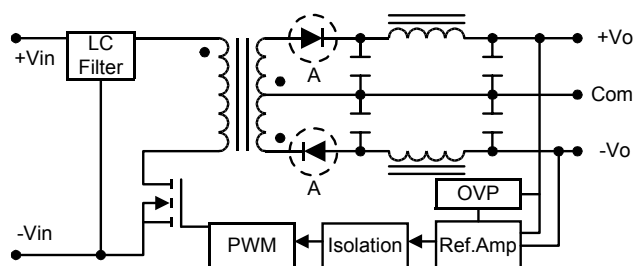 LC
Filter
+Vin
A
+Vo
Com
A
-Vo
OVP
-Vin
PWM
Isolation
Ref.Amp